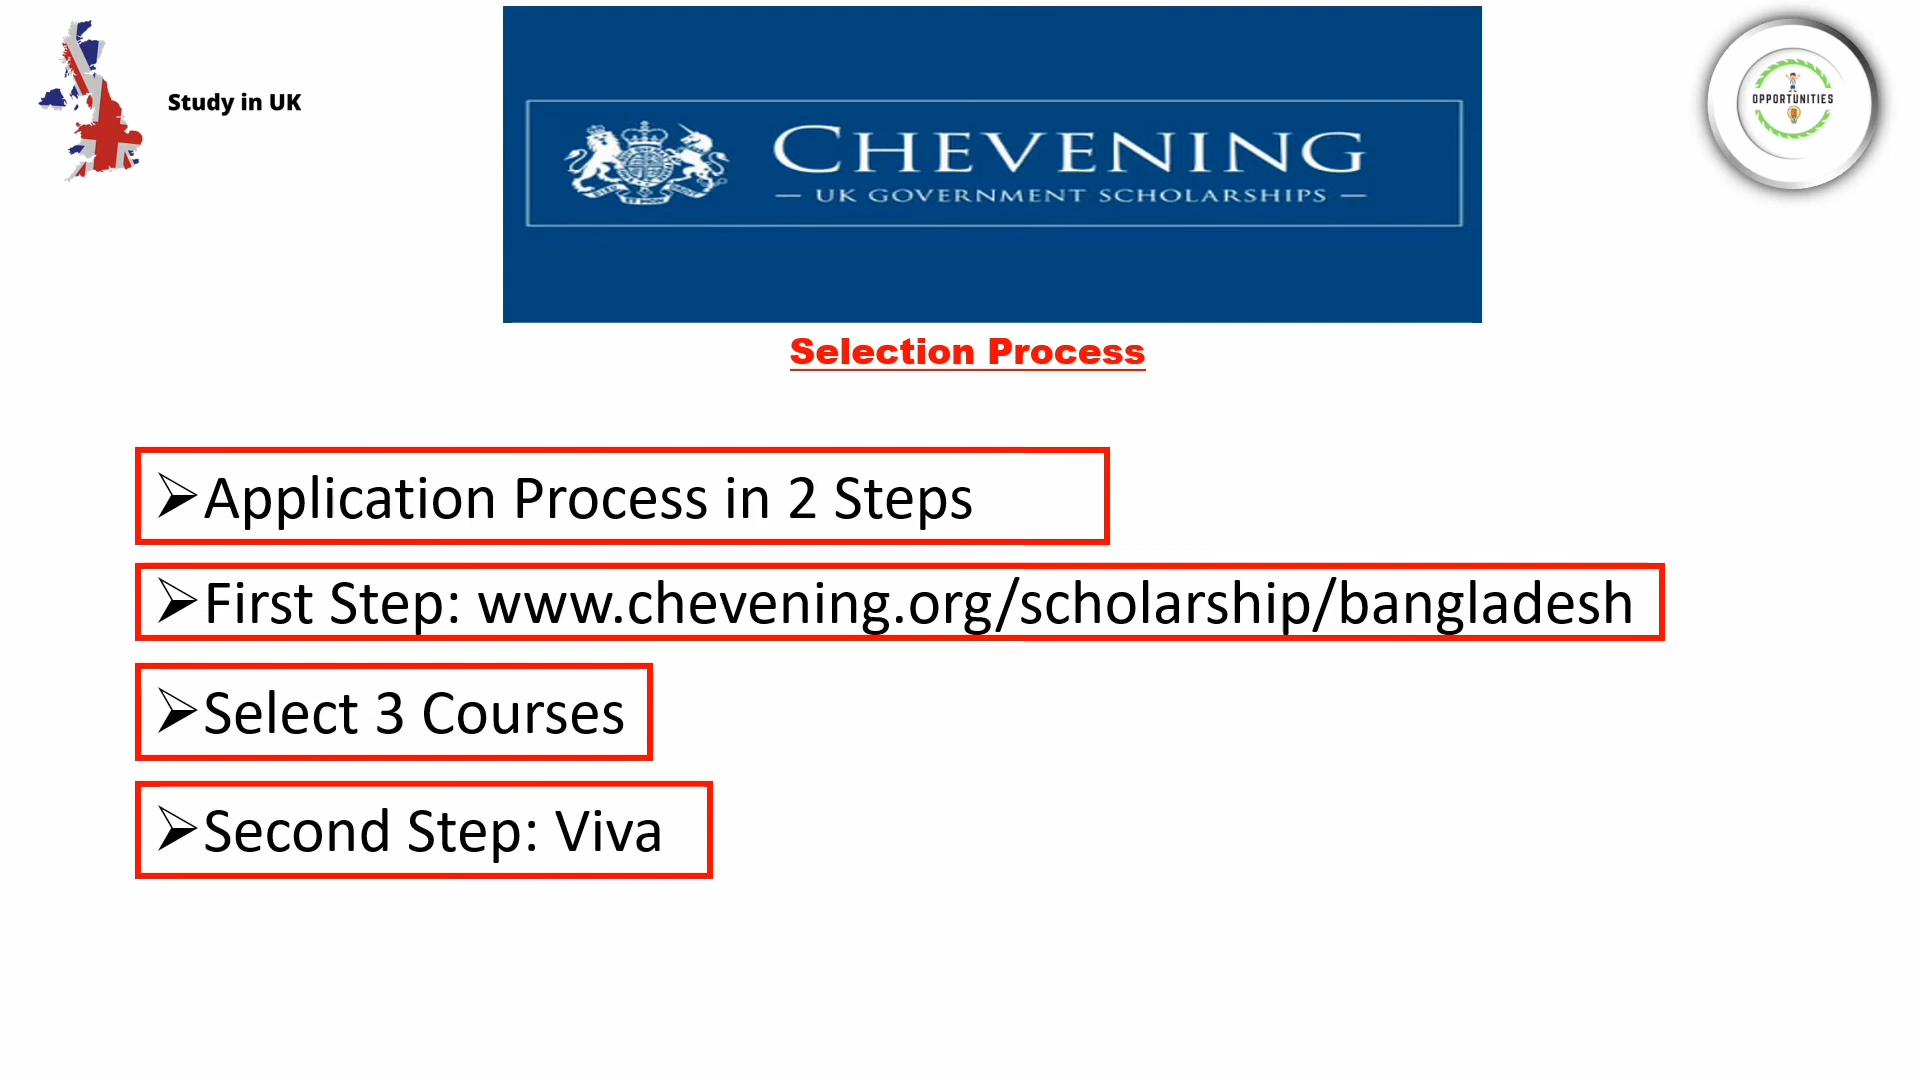 Study in UK
CHEVENING
— UK GOVERNMENT SCHOLARSHIPS —
OPPORTUNITIES
Selection Process
➢Application Process in 2 Steps
➢First Step: www.chevening.org/scholarship/bangladesh
➢Select 3 Courses
➢Second Step: Viva